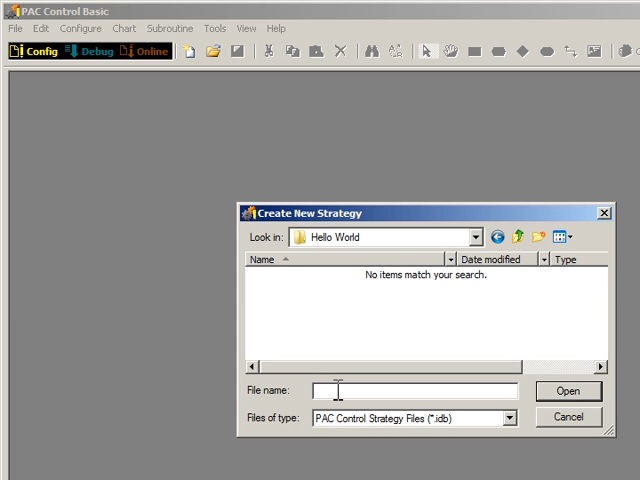 PAC Control Basic
File Edit Configure Chart Subroutine Tools View Help
Config Debug Online
Create New Strategy
Look in: Hello World
Name Date modified Type
No items match your search.
File name: Open
Files of type: PAC Control Strategy Files (*.idb) Cancel